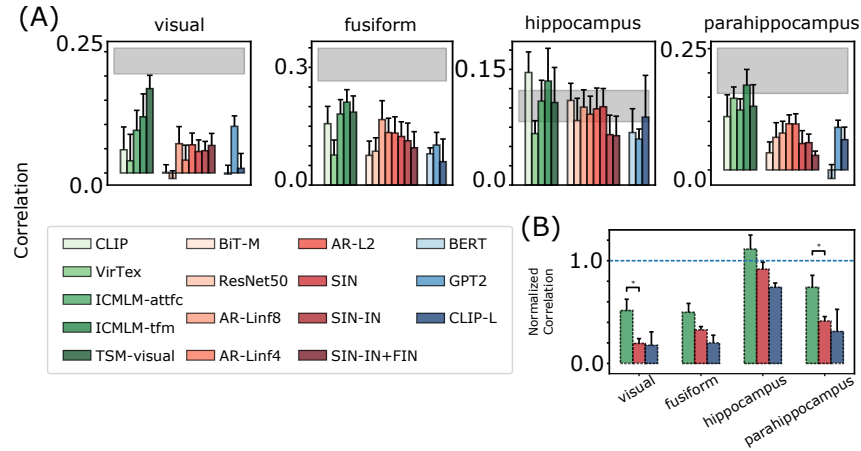 (A)
visual
fusiform
hippocampus
parahippocampus
0.25
0.0
0.3
0.0
0.15
0.00
0.25
0.0
Correlation
CLIP
VirTex
ICMLM-attfc
ICMLM-tfm
TSM-visual
BiT-M
ResNet50
AR-Linf8
AR-Linf4
AR-L2
SIN
SIN-IN
SIN-IN+FIN
BERT
GPT2
CLIP-L
(B)
Normalized
Correlation
1.0
0.0
*
*
visual
fusiform
hippocampus
parahippocampus